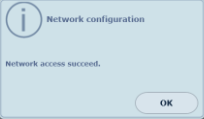 Network configuration
Network access succeed.
OK